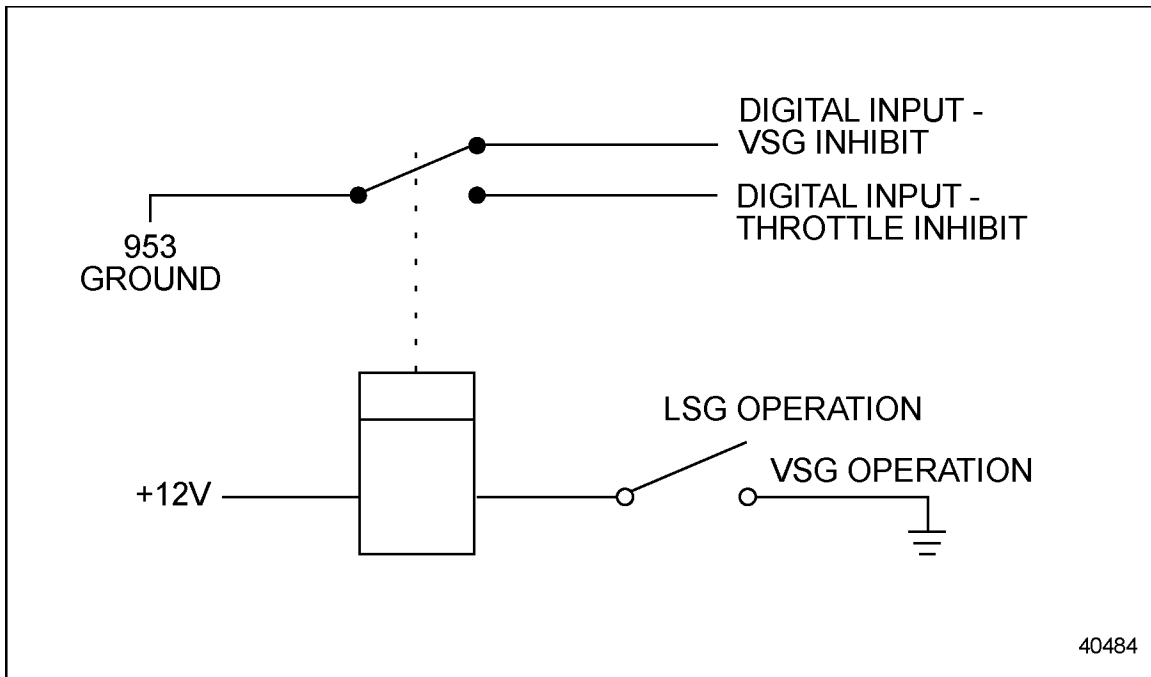 DIGITAL INPUT -
VSG INHIBIT
DIGITAL INPUT -
THROTTLE INHIBIT
953
GROUND
LSG OPERATION
VSG OPERATION
+12V
40484